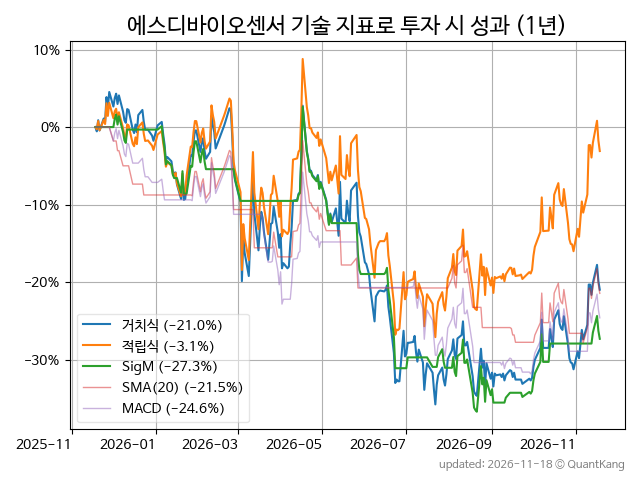 에스디바이오센서 기술 지표로 투자 시 성과 (1년)
10%
0%
−10%
−20%
−30%
거치식 (−21.0%)
적립식 (−3.1%)
SigM (−27.3%)
SMA(20) (−21.5%)
MACD (−24.6%)
2025-11 2026-01 2026-03 2026-05 2026-07 2026-09 2026-11
updated: 2026-11-18 © QuantKang